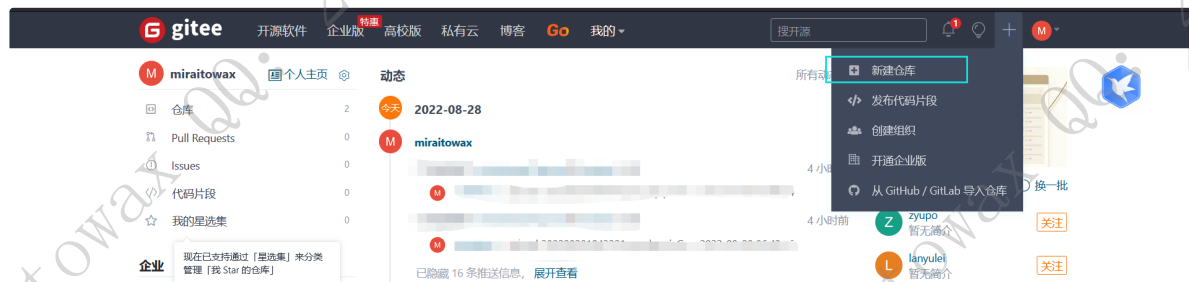 G gitee 开源软件 企业版 特惠 高校版 私有云 博客 Go 我的 搜开源 1 M
M miraitowax 个人主页
仓库 2
Pull Requests 0
Issues 0
代码片段 0
我的星选集 0
现在已支持通过「星选集」来分类
管理「我 Star 的仓库」
企业
动态
所有动
今天 2022-08-28
M miraitowax
4 小时
M
4 小时前
M
已隐藏 16 条推送信息, 展开查看
新建仓库
发布代码片段
创建组织
开通企业版
从 GitHub / GitLab 导入仓库
换一批
Z zyupo 关注
暂无简介
L lanyulei 关注
暂无简介
towax
towax QQ:
QQ: